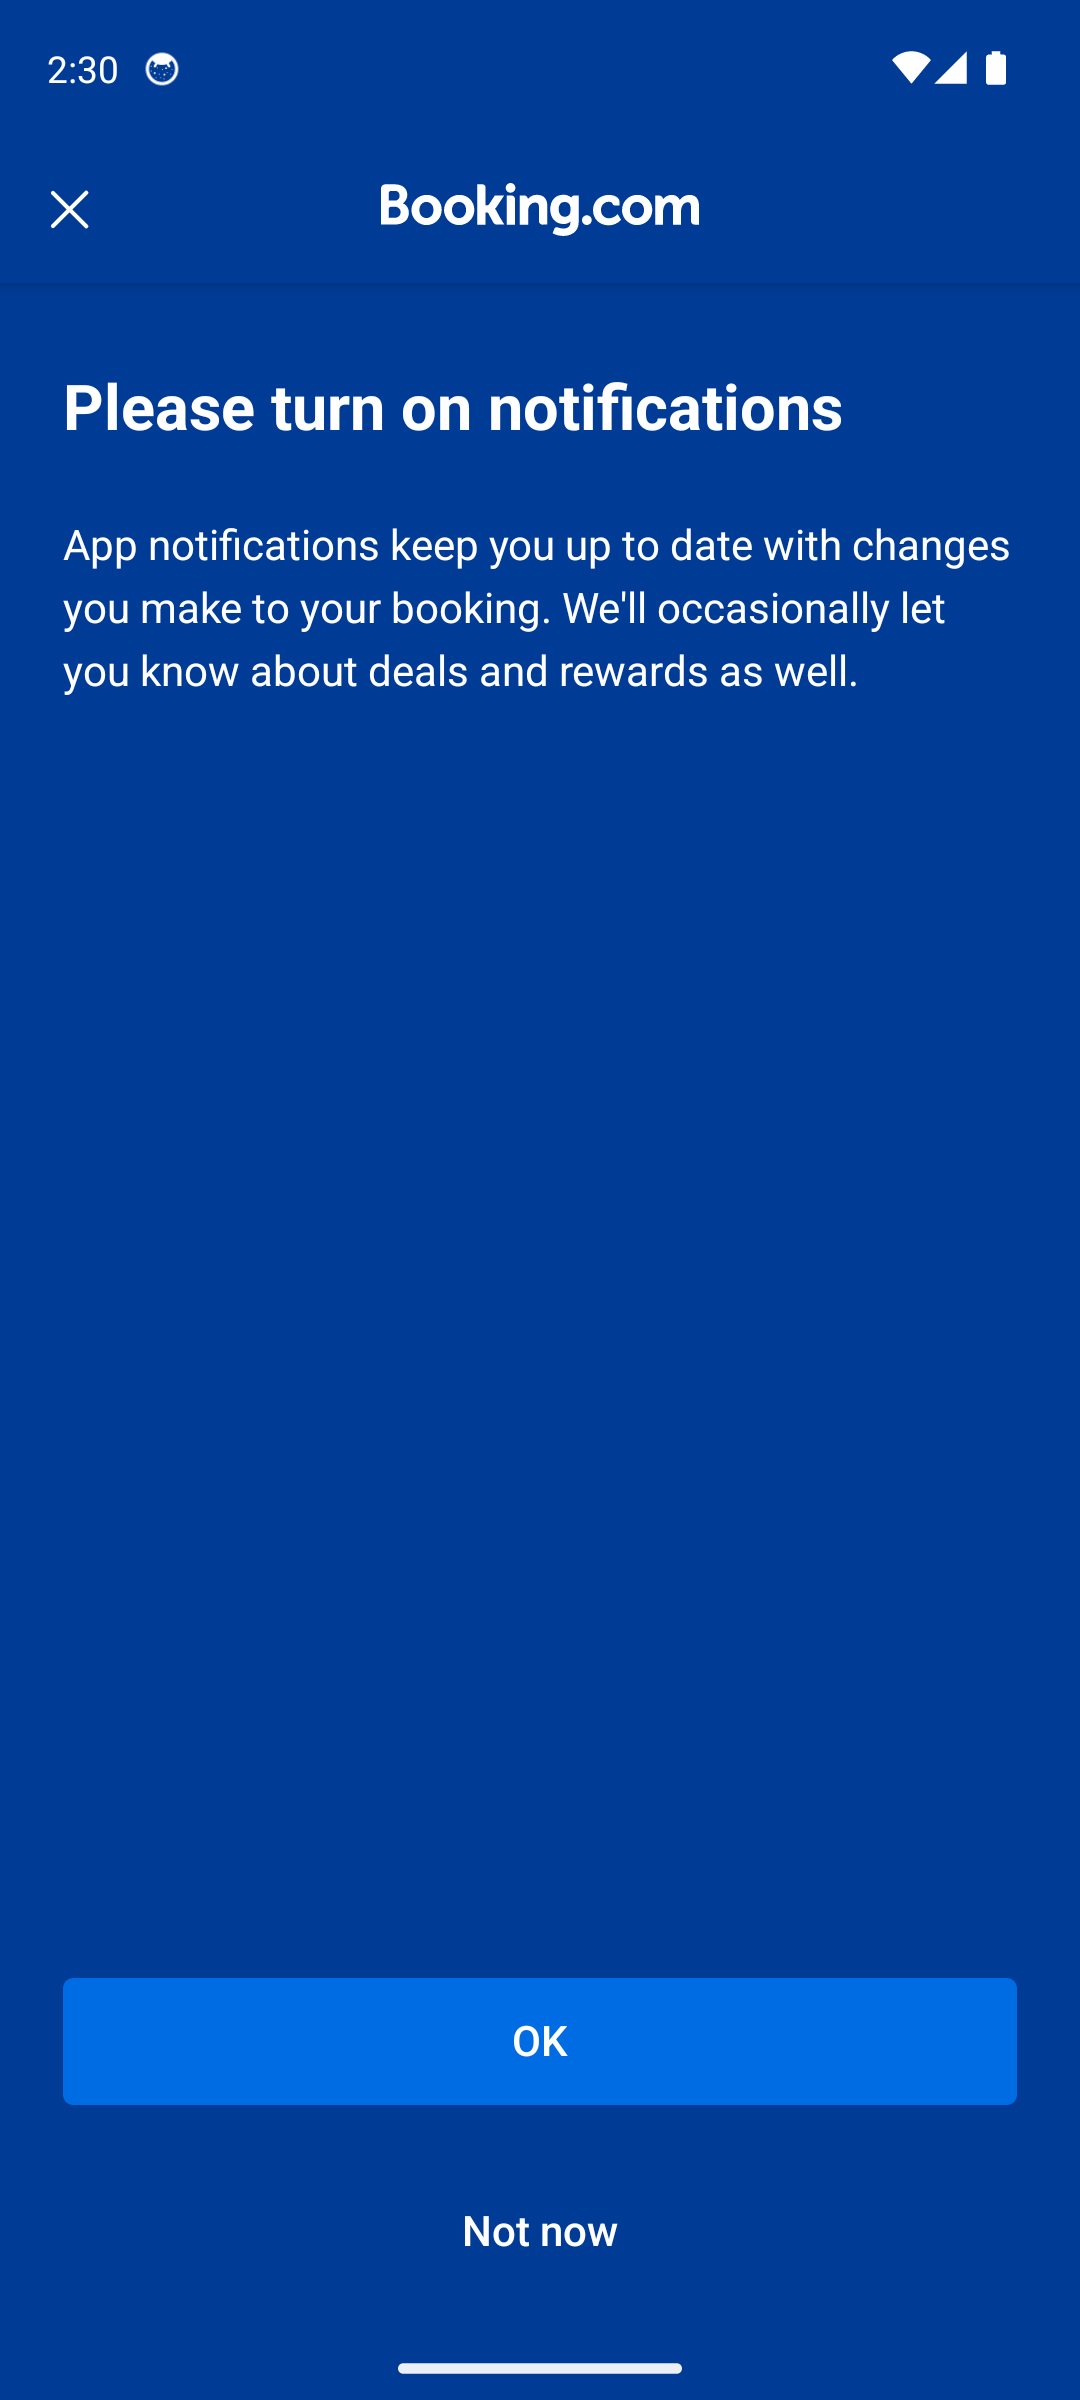 2:30
Booking.com
Please turn on notifications
App notifications keep you up to date with changes
you make to your booking. We'll occasionally let
you know about deals and rewards as well.
OK
Not now